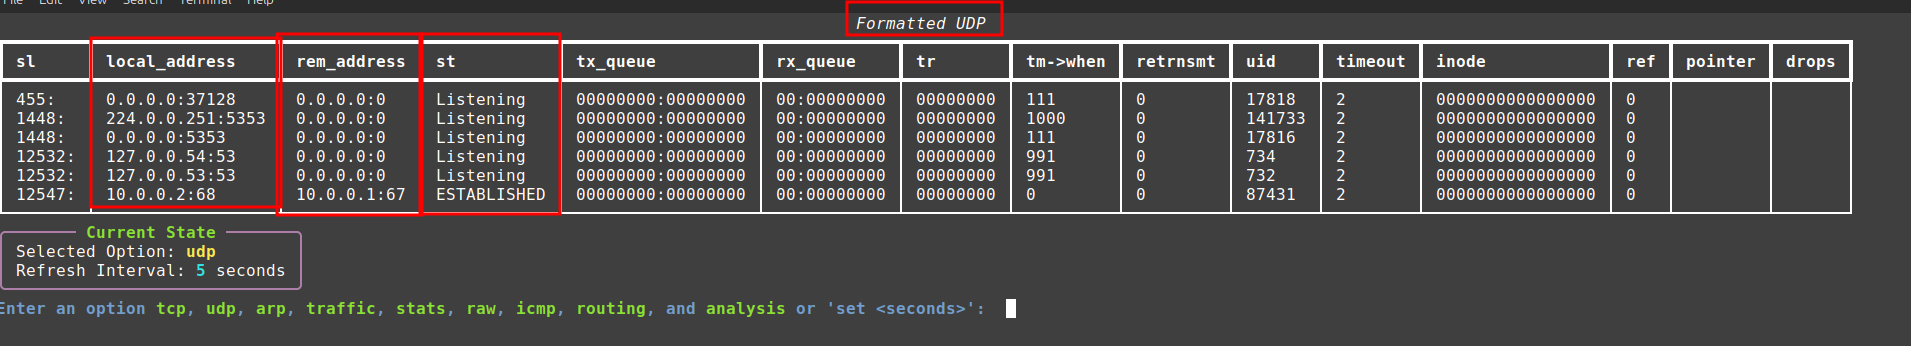 File Edit View Search Terminal Help
Formatted UDP
sl local_address rem_address st tx_queue rx_queue tr tm->when retrnsmt uid timeout inode ref pointer drops
455: 0.0.0.0:37128 0.0.0.0:0 Listening 00000000:00000000 00:00000000 00000000 111 0 17818 2 0000000000000000 0
1448: 224.0.0.251:5353 0.0.0.0:0 Listening 00000000:00000000 00:00000000 00000000 1000 0 141733 2 0000000000000000 0
1448: 0.0.0.0:5353 0.0.0.0:0 Listening 00000000:00000000 00:00000000 00000000 111 0 17816 2 0000000000000000 0
12532: 127.0.0.54:53 0.0.0.0:0 Listening 00000000:00000000 00:00000000 00000000 991 0 734 2 0000000000000000 0
12532: 127.0.0.53:53 0.0.0.0:0 Listening 00000000:00000000 00:00000000 00000000 991 0 732 2 0000000000000000 0
12547: 10.0.0.2:68 10.0.0.1:67 ESTABLISHED 00000000:00000000 00:00000000 00000000 0 0 87431 2 0000000000000000 0
Current State
Selected Option: udp
Refresh Interval: 5 seconds
Enter an option tcp, udp, arp, traffic, stats, raw, icmp, routing, and analysis or 'set <seconds>':